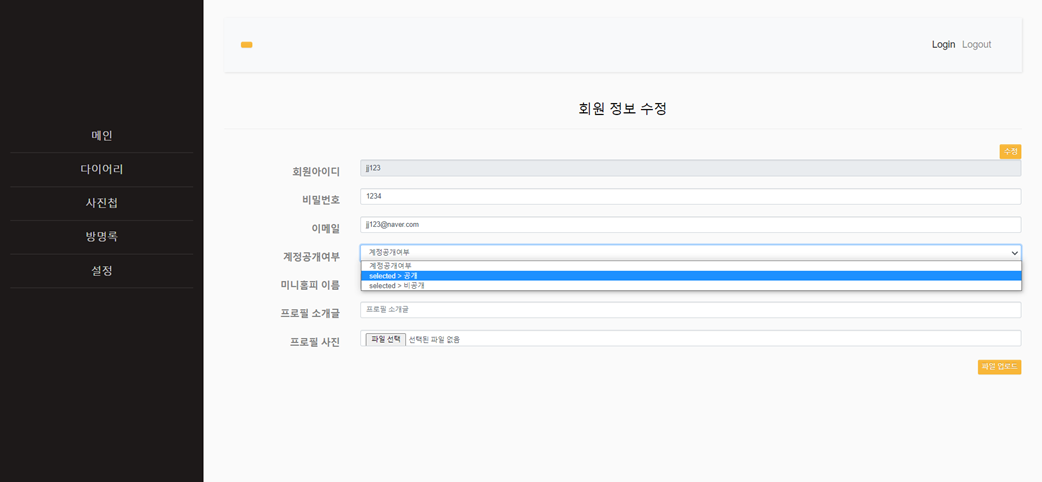 Login Logout
회원 정보 수정
메인
다이어리
사진첩
방명록
설정
수정
회원아이디 jj123
비밀번호 1234
이메일 jj123@naver.com
계정공개여부 계정공개여부
계정공개여부
selected > 공개
미니홈피 이름 selected > 비공개
프로필 소개글 프로필 소개글
프로필 사진 파일 선택 선택된 파일 없음
파일 업로드